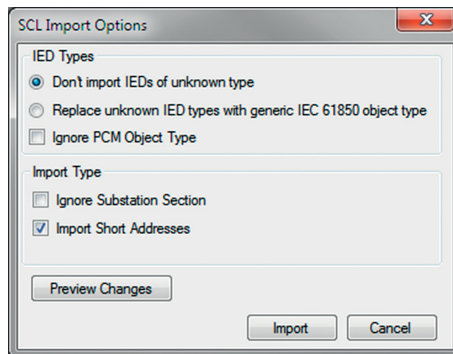 SCL Import Options
IED Types
Don't import IEDs of unknown type
Replace unknown IED types with generic IEC 61850 object type
Ignore PCM Object Type
Import Type
Ignore Substation Section
Import Short Addresses
Preview Changes
Import
Cancel